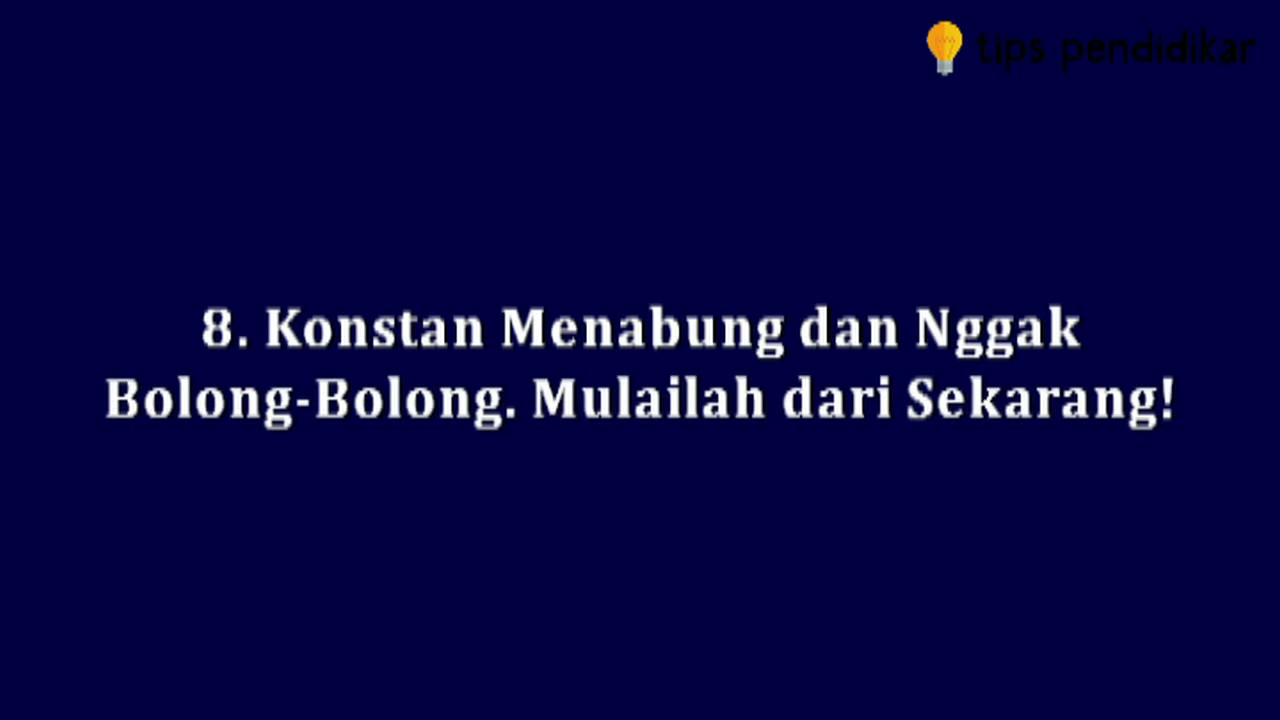 tips pendidikan
8. Konstan Menabung dan Nggak
Bolong-Bolong. Mulailah dari Sekarang!